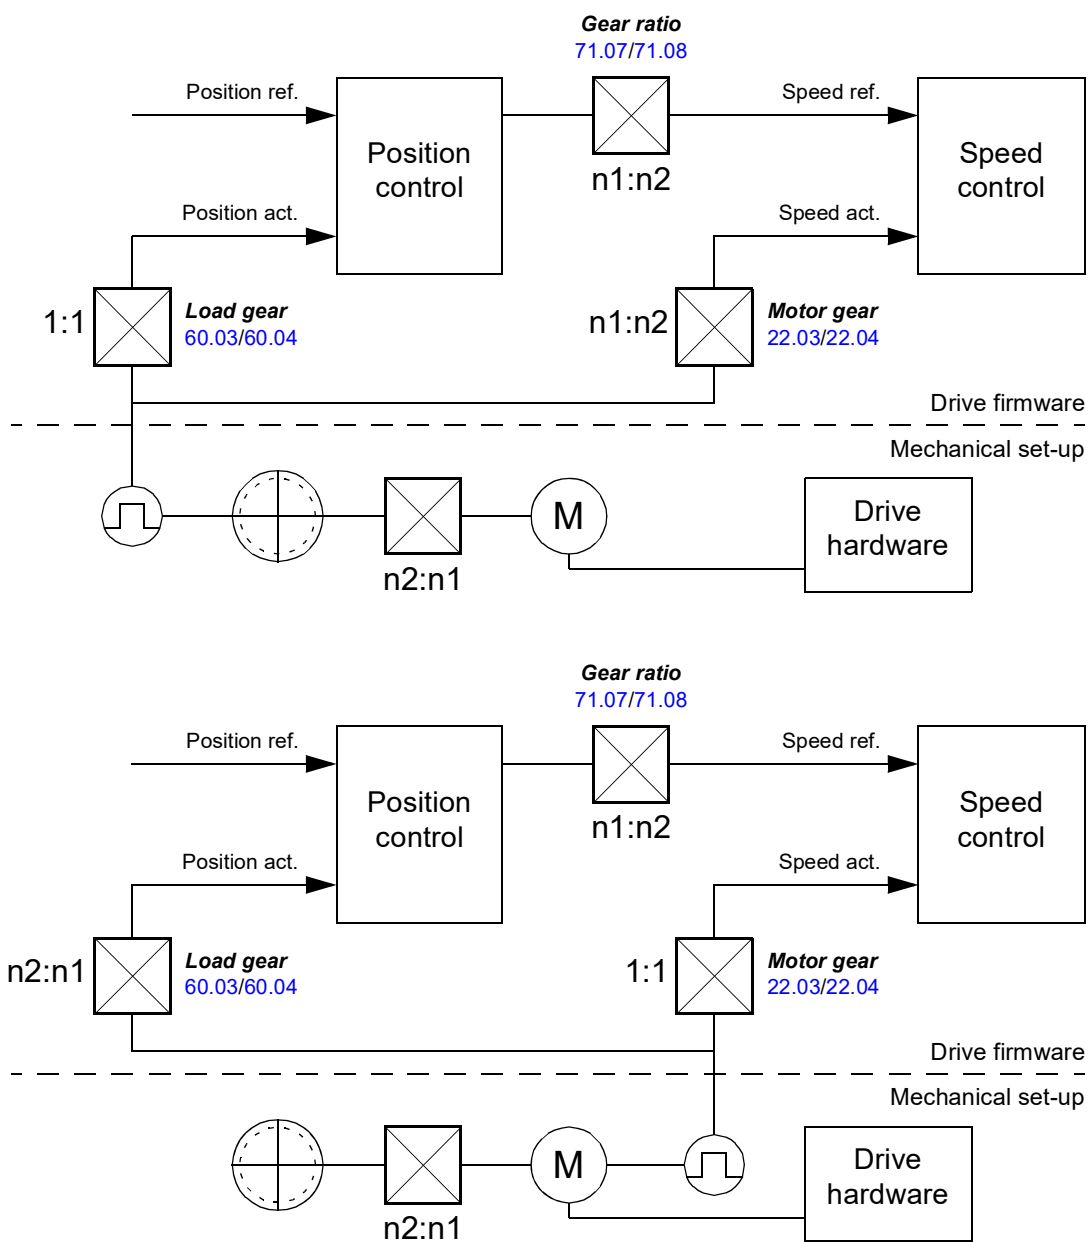 Gear ratio
71.07/71.08
Position ref.
Speed ref.
Position
control
Speed
control
n1:n2
Position act.
Speed act.
1:1
Load gear
60.03/60.04
n1:n2
Motor gear
22.03/22.04
Drive firmware
Mechanical set-up
M
Drive
hardware
n2:n1
Gear ratio
71.07/71.08
Position ref.
Speed ref.
Position
control
Speed
control
n1:n2
Position act.
Speed act.
n2:n1
Load gear
60.03/60.04
1:1
Motor gear
22.03/22.04
Drive firmware
Mechanical set-up
M
Drive
hardware
n2:n1